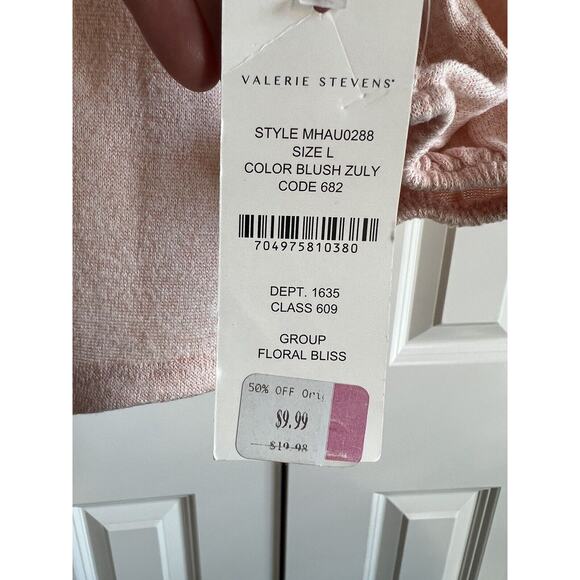 VALERIE STEVENS®
STYLE MHAU0288
SIZE L
COLOR BLUSH ZULY
CODE 682
704975810380
DEPT. 1635
CLASS 609
GROUP
FLORAL BLISS
50% OFF Orig
$9.99
$19.98